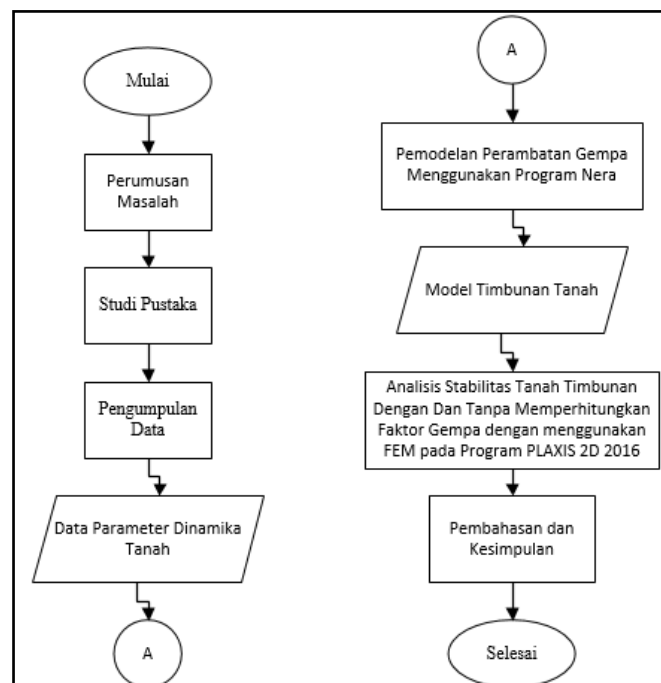 Mulai
Perumusan
Masalah
Studi Pustaka
Pengumpulan
Data
Data Parameter Dinamika
Tanah
A
A
Pemodelan Perambatan Gempa
Menggunakan Program Nera
Model Timbunan Tanah
Analisis Stabilitas Tanah Timbunan
Dengan Dan Tanpa Memperhitungkan
Faktor Gempa dengan menggunakan
FEM pada Program PLAXIS 2D 2016
Pembahasan dan
Kesimpulan
Selesai